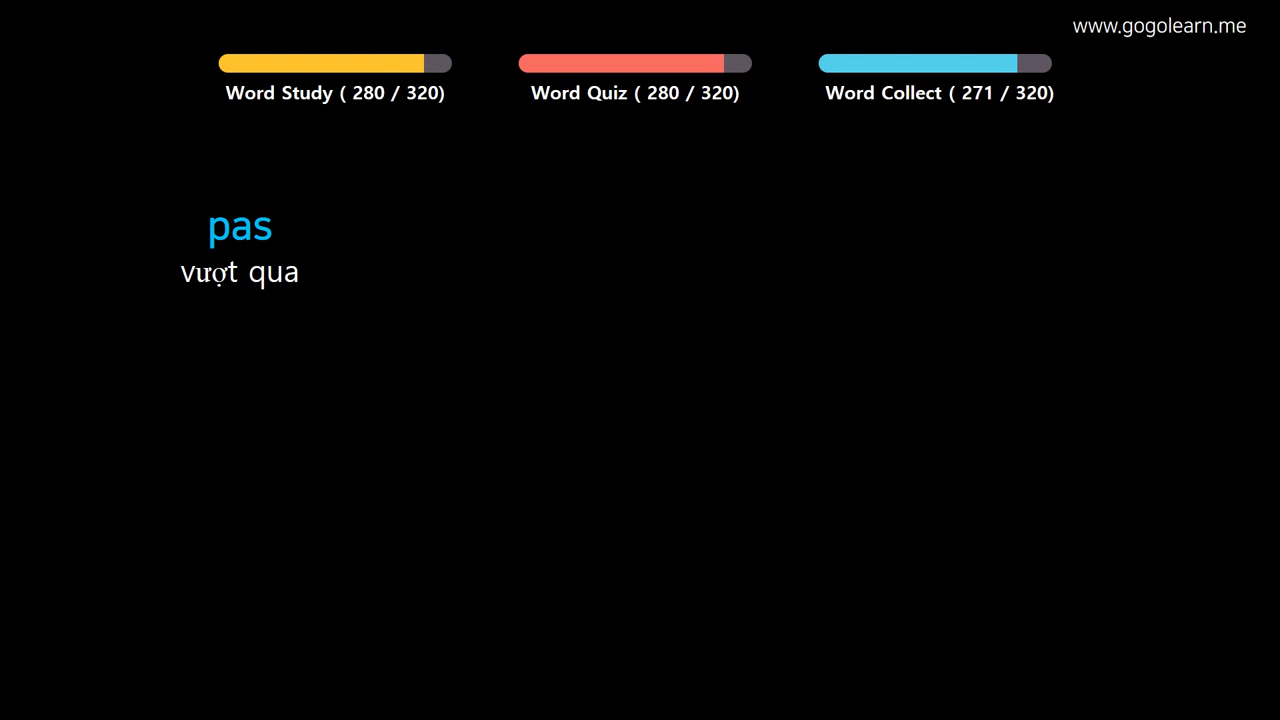 www.gogolearn.me
Word Study ( 280 / 320)
Word Quiz ( 280 / 320)
Word Collect ( 271 / 320)
pas
vượt qua